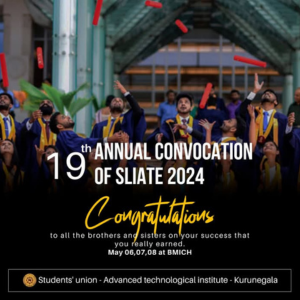 19th ANNUAL CONVOCATION
OF SLIATE 2024
Congratulations
to all the brothers and sisters on your success that
you really earned.
May 06,07,08 at BMICH
Students' union - Advanced technological institute - Kurunegala